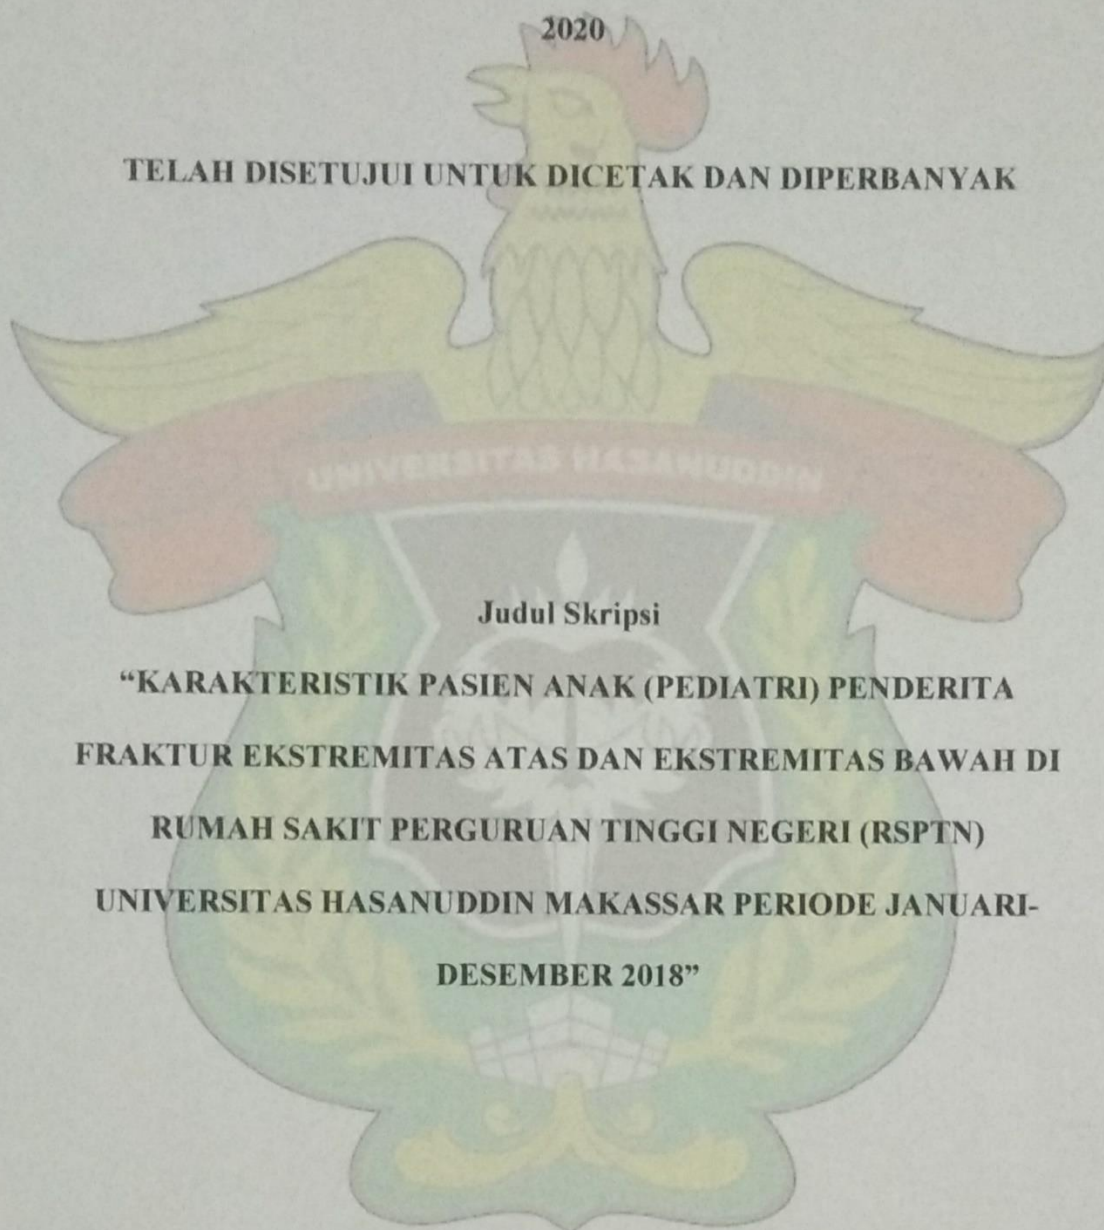 2020
TELAH DISETUJUI UNTUK DICETAK DAN DIPERBANYAK
UNIVERSITAS HASANUDDIN
Judul Skripsi
“KARAKTERISTIK PASIEN ANAK (PEDIATRI) PENDERITA
FRAKTUR EKSTREMITAS ATAS DAN EKSTREMITAS BAWAH DI
RUMAH SAKIT PERGURUAN TINGGI NEGERI (RSPTN)
UNIVERSITAS HASANUDDIN MAKASSAR PERIODE JANUARI-
DESEMBER 2018”